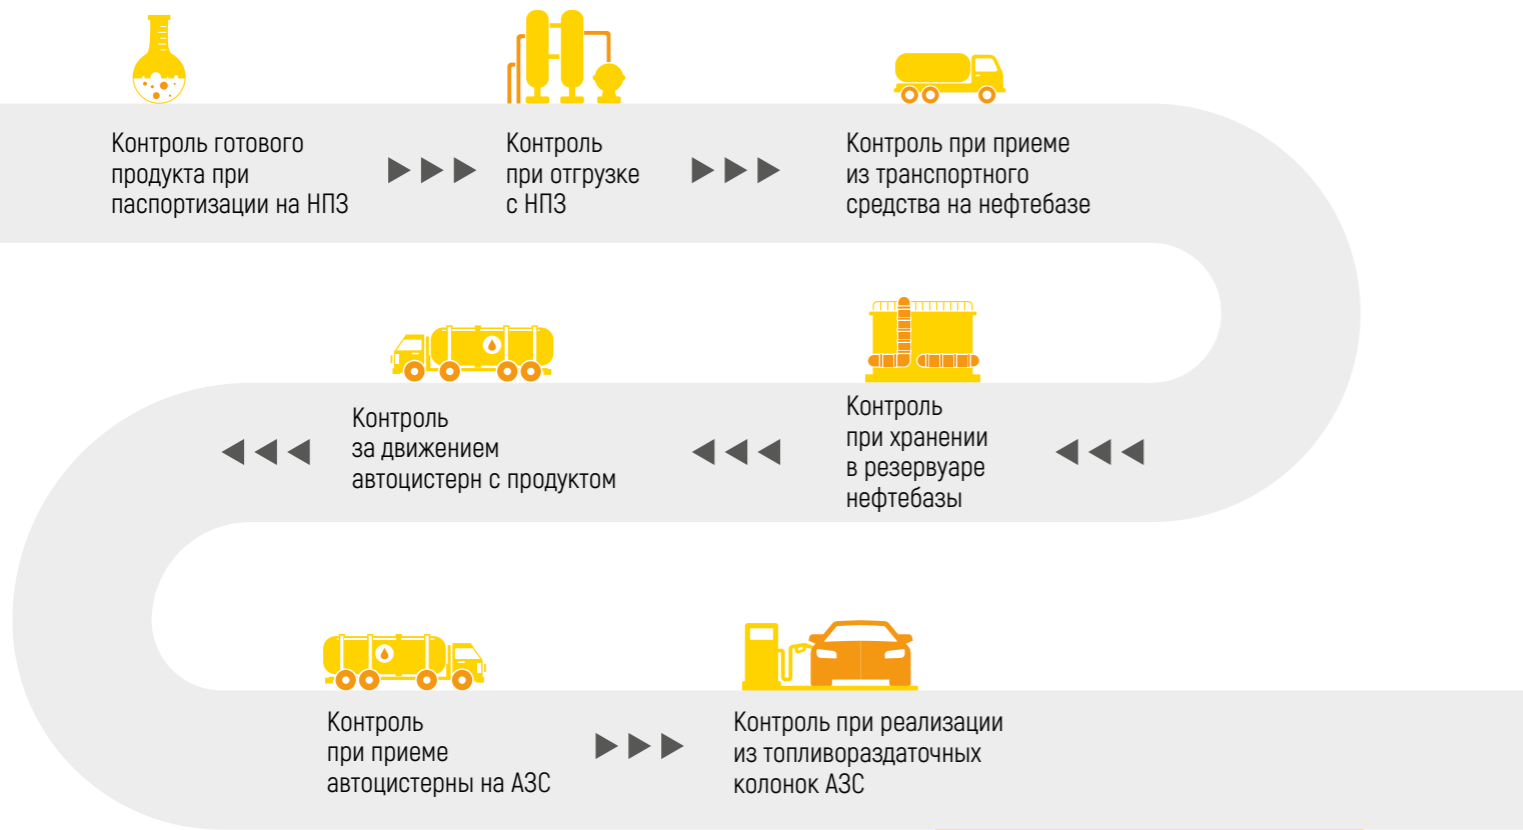 Контроль готового
продукта при
паспортизации на НПЗ
Контроль
при отгрузке
с НПЗ
Контроль при приеме
из транспортного
средства на нефтебазе
Контроль
при хранении
в резервуаре
нефтебазы
Контроль
за движением
автоцистерн с продуктом
Контроль
при приеме
автоцистерны на АЗС
Контроль при реализации
из топливораздаточных
колонок АЗС